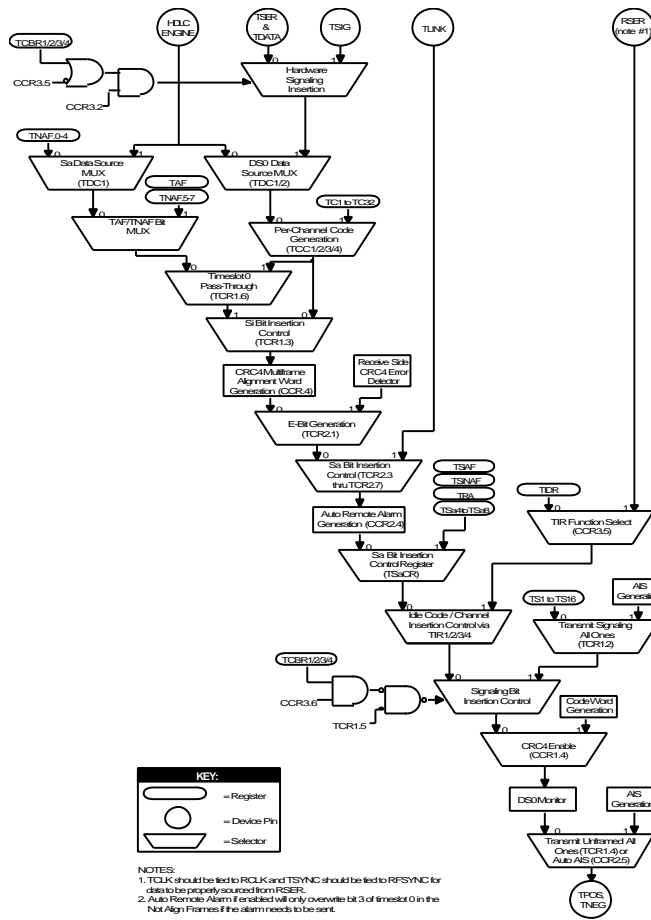 HDLC
ENGINE
TSER
&
TDATA
TSIG
TLINK
RSER
(note #1)
TCBR1/2/3/4
CCR3.5
CCR3.2
0
1
Hardware
Signaling
Insertion
TNAF.0-4
0
1
Sa Data Source
MUX
(TDC1)
0
1
DS0 Data
Source MUX
(TDC1/2)
TAF
TNAF.5-7
TC1 to TC32
0
1
TAF/TNAF Bit
MUX
0
1
Per-Channel Code
Generation
(TCC1/2/3/4)
0
1
Timeslot 0
Pass-Through
(TCR1.6)
1
0
Si Bit Insertion
Control
(TCR1.3)
CRC4 Multiframe
Alignment Word
Generation (CCR.4)
Receive Side
CRC4 Error
Detector
0
1
E-Bit Generation
(TCR2.1)
0
1
Sa Bit Insertion
Control (TCR2.3
thru TCR2.7)
TSiAF
TSiNAF
TRA
TSa4 to TSa8
TIDR
Auto Remote Alarm
Generation (CCR2.4)
0
1
TIR Function Select
(CCR3.5)
0
1
Sa Bit Insertion
Control Register
(TSaCR)
TS1 to TS16
AIS
Generation
0
1
Idle Code / Channel
Insertion Control via
TIR1/2/3/4
0
1
Transmit Signaling
All Ones
(TCR1.2)
TCBR1/2/3/4
CCR3.6
TCR1.5
0
1
Signaling Bit
Insertion Control
Code Word
Generation
0
1
CRC4 Enable
(CCR1.4)
DS0 Monitor
AIS
Generation
0
1
Transmit Unframed All
Ones (TCR1.4) or
Auto AIS (CCR2.5)
TPOS,
TNEG
KEY:
= Register
= Device Pin
= Selector
NOTES:
1. TCLK should be tied to RCLK and TSYNC should be tied to RFSYNC for
data to be properly sourced from RSER.
2. Auto Remote Alarm if enabled will only overwrite bit 3 of timeslot 0 in the
Not Align Frames if the alarm needs to be sent.